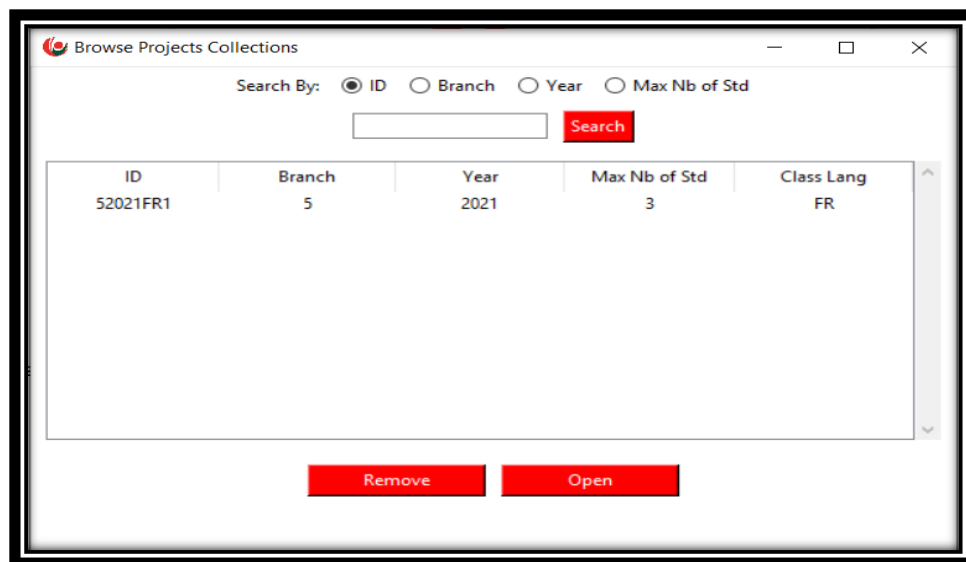 Browse Projects Collections
Search By: ID Branch Year Max Nb of Std
Search
ID Branch Year Max Nb of Std Class Lang
52021FR1 5 2021 3 FR
Remove Open